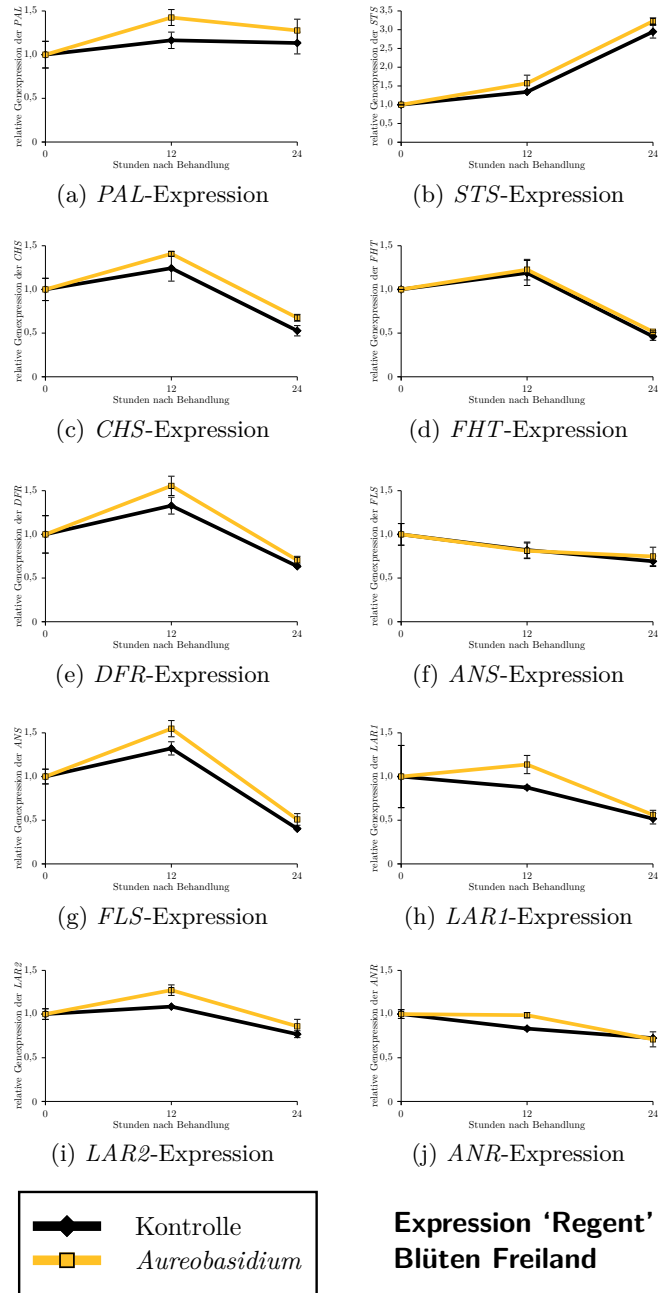 relative Genexpression der PAL
1,5
1,0
0,5
0
0 12 24
Stunden nach Behandlung
(a) PAL-Expression
relative Genexpression der STS
3,5
3,0
2,5
2,0
1,5
1,0
0,5
0
0 12 24
Stunden nach Behandlung
(b) STS-Expression
relative Genexpression der CHS
1,5
1,0
0,5
0
0 12 24
Stunden nach Behandlung
(c) CHS-Expression
relative Genexpression der FHT
1,5
1,0
0,5
0
0 12 24
Stunden nach Behandlung
(d) FHT-Expression
relative Genexpression der DFR
1,5
1,0
0,5
0
0 12 24
Stunden nach Behandlung
(e) DFR-Expression
relative Genexpression der FLS
1,5
1,0
0,5
0
0 12 24
Stunden nach Behandlung
(f) ANS-Expression
relative Genexpression der ANS
1,5
1,0
0,5
0
0 12 24
Stunden nach Behandlung
(g) FLS-Expression
relative Genexpression der LAR1
1,5
1,0
0,5
0
0 12 24
Stunden nach Behandlung
(h) LAR1-Expression
relative Genexpression der LAR2
1,5
1,0
0,5
0
0 12 24
Stunden nach Behandlung
(i) LAR2-Expression
relative Genexpression der ANR
1,5
1,0
0,5
0
0 12 24
Stunden nach Behandlung
(j) ANR-Expression
Kontrolle
Aureobasidium
Expression ‘Regent’
Blüten Freiland